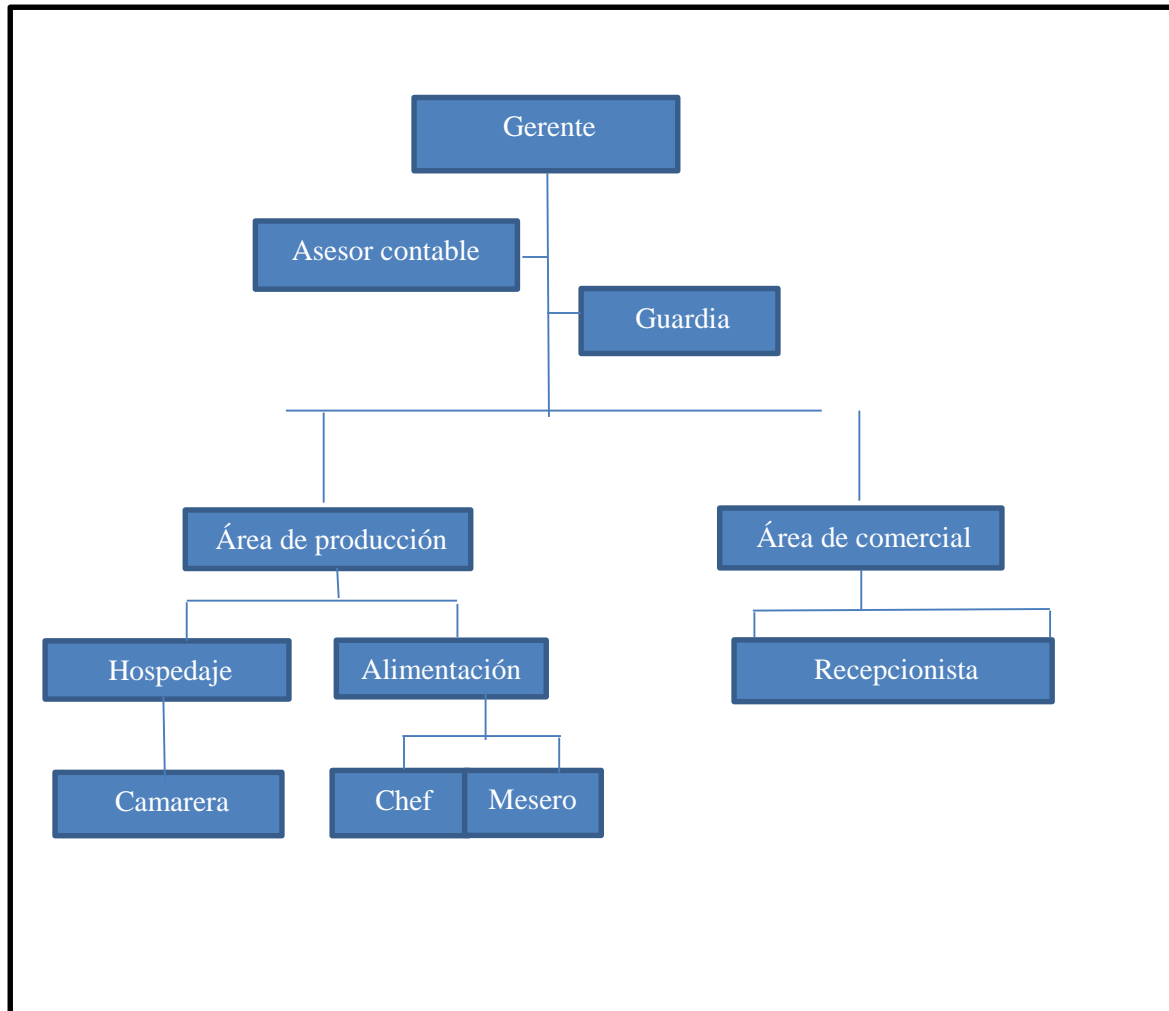 Gerente
Asesor contable
Guardia
Área de producción
Área de comercial
Hospedaje
Alimentación
Recepcionista
Camarera
Chef
Mesero